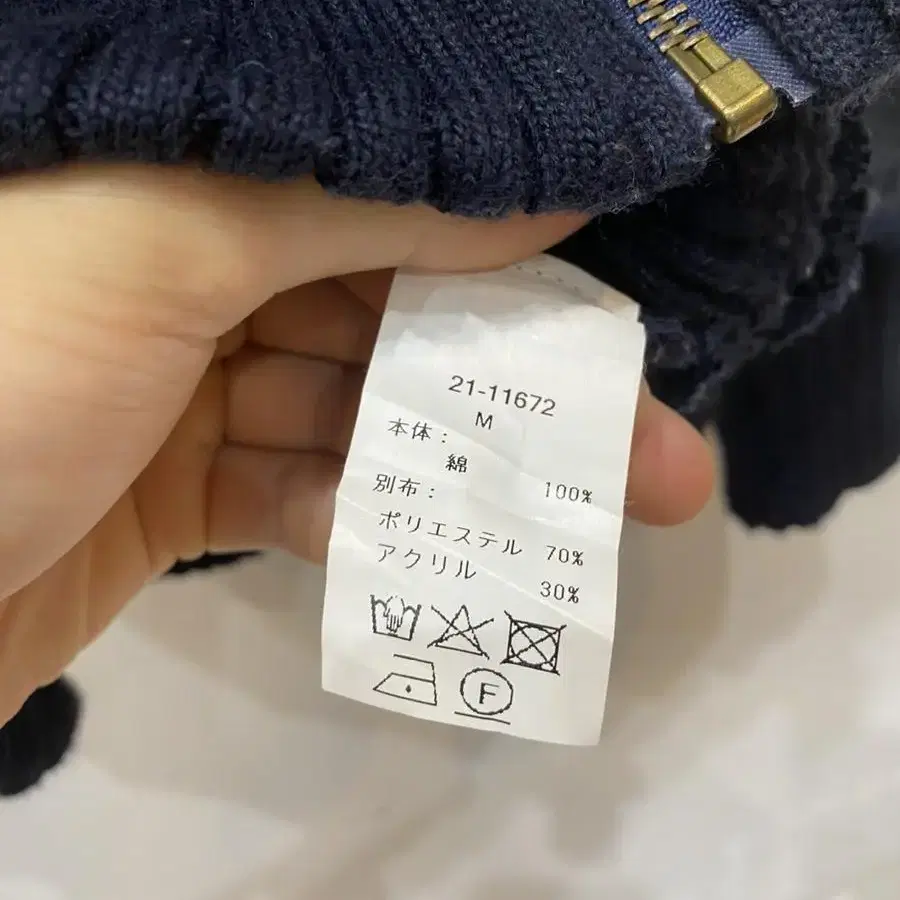 21-11672
M
本体：
綿 100%
別布：
ポリエステル 70%
アクリル 30%
F